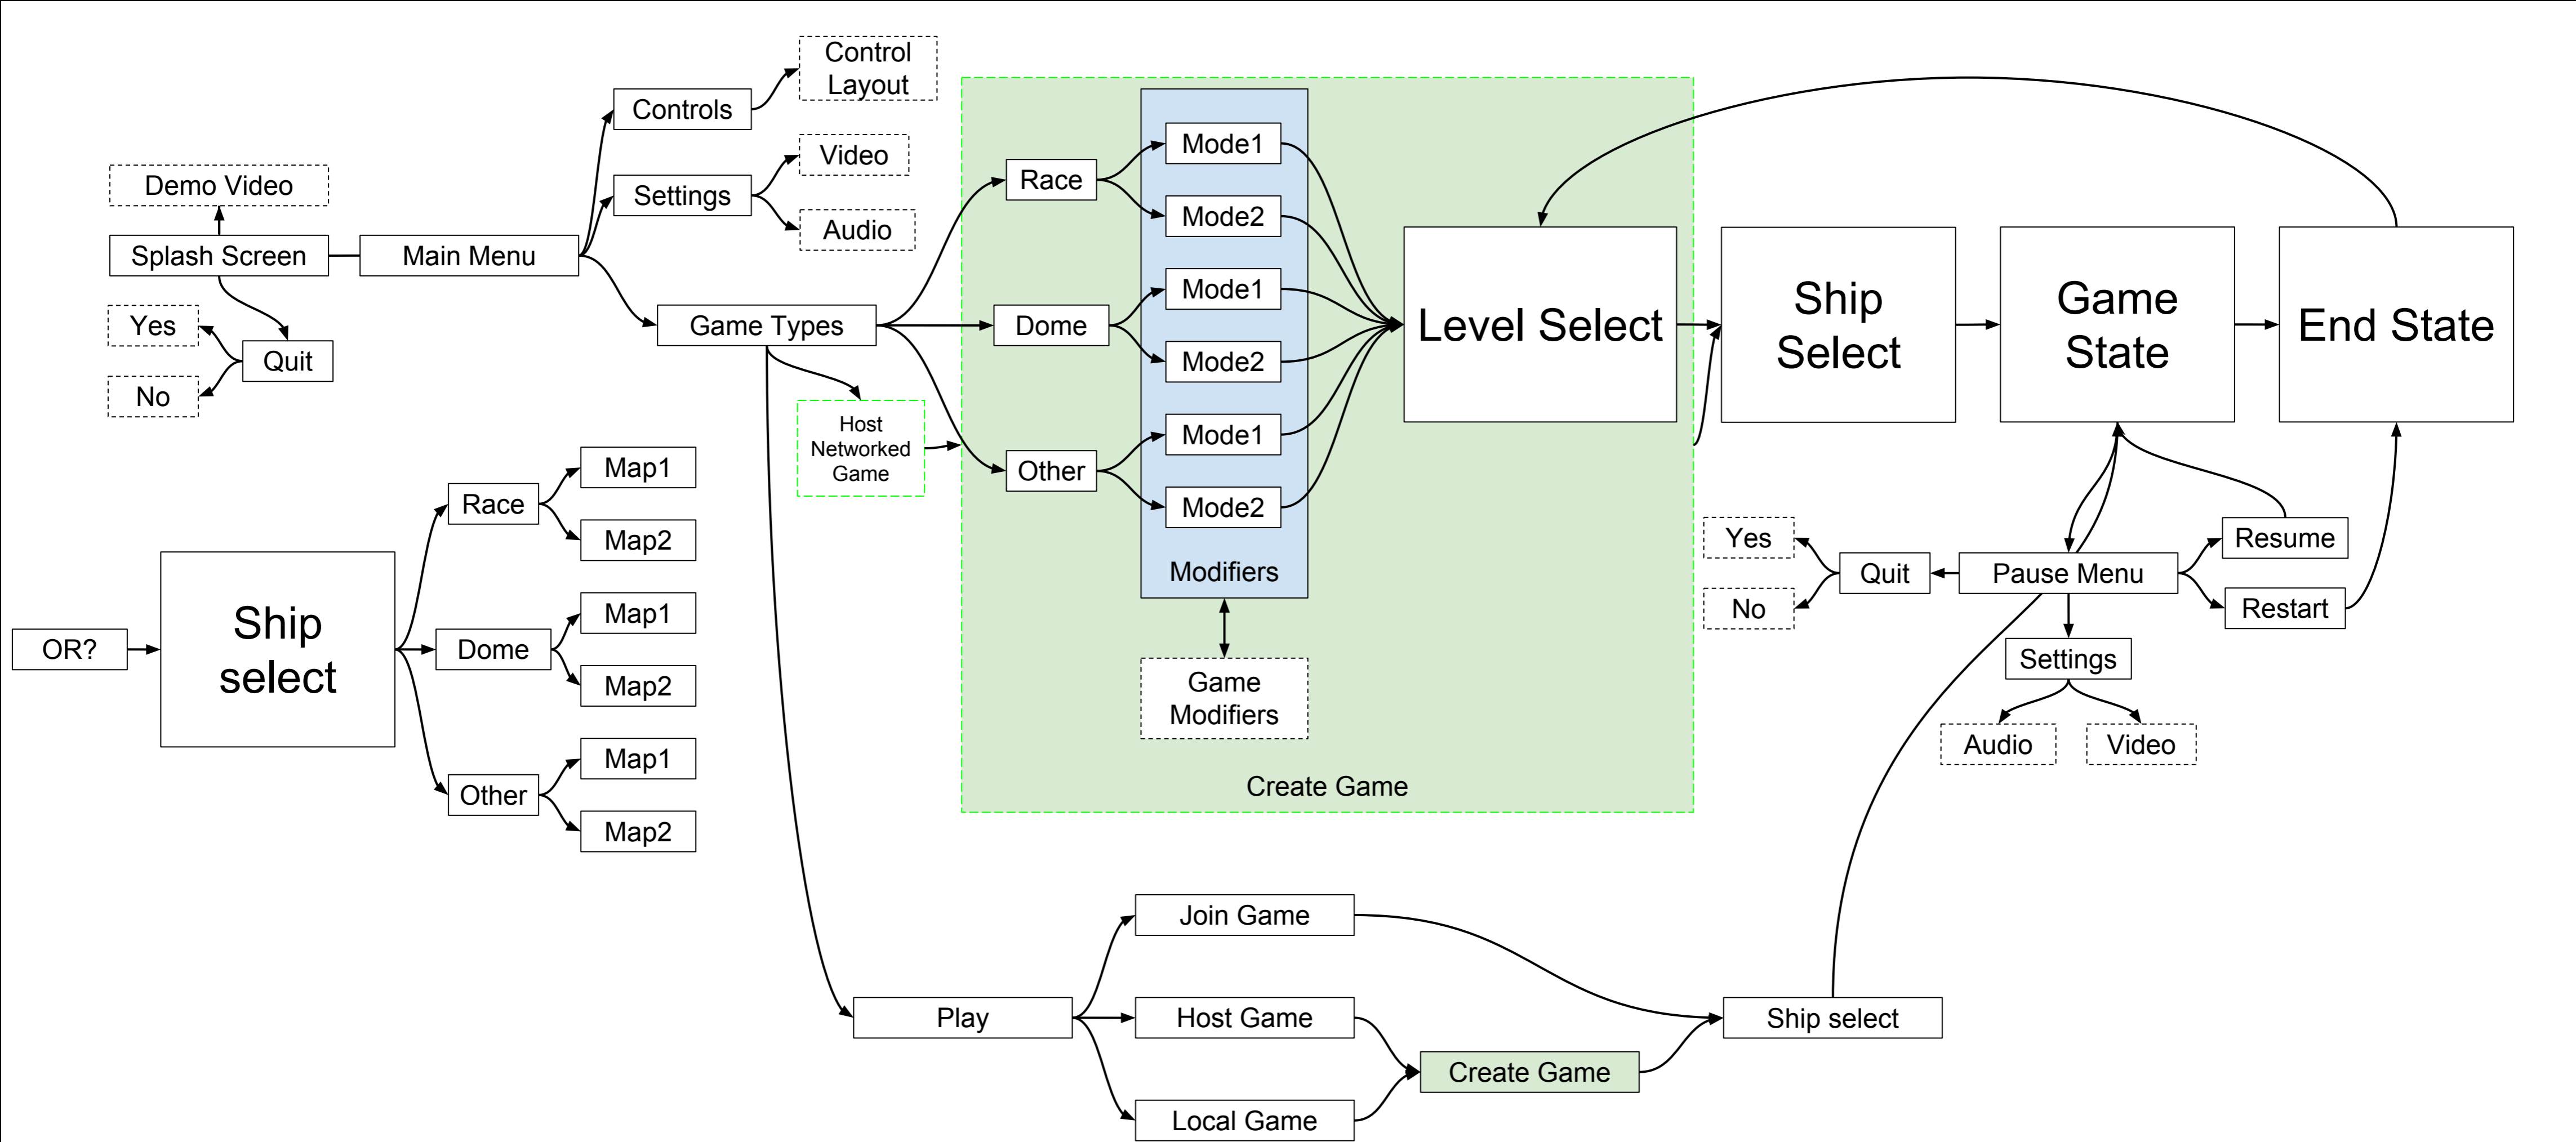 Control
Layout
Controls
Video
Settings
Audio
Demo Video
Splash Screen
Main Menu
Yes
Quit
No
Game Types
Host
Networked
Game
Race
Mode1
Mode2
Dome
Mode1
Mode2
Other
Mode1
Mode2
Modifiers
Game
Modifiers
Create Game
Level Select
Ship
Select
Game
State
End State
Yes
Quit
No
Pause Menu
Resume
Restart
Settings
Audio
Video
OR?
Ship
select
Race
Map1
Map2
Dome
Map1
Map2
Other
Map1
Map2
Play
Join Game
Host Game
Local Game
Create Game
Ship select